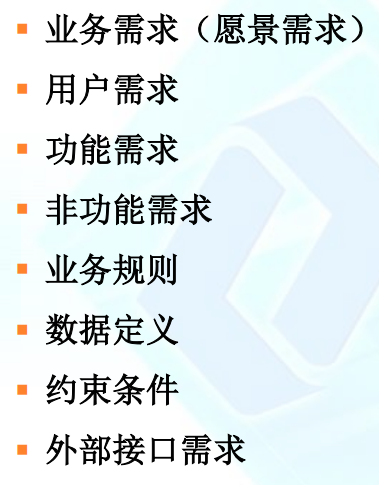 业务需求（愿景需求）
用户需求
功能需求
非功能需求
业务规则
数据定义
约束条件
外部接口需求